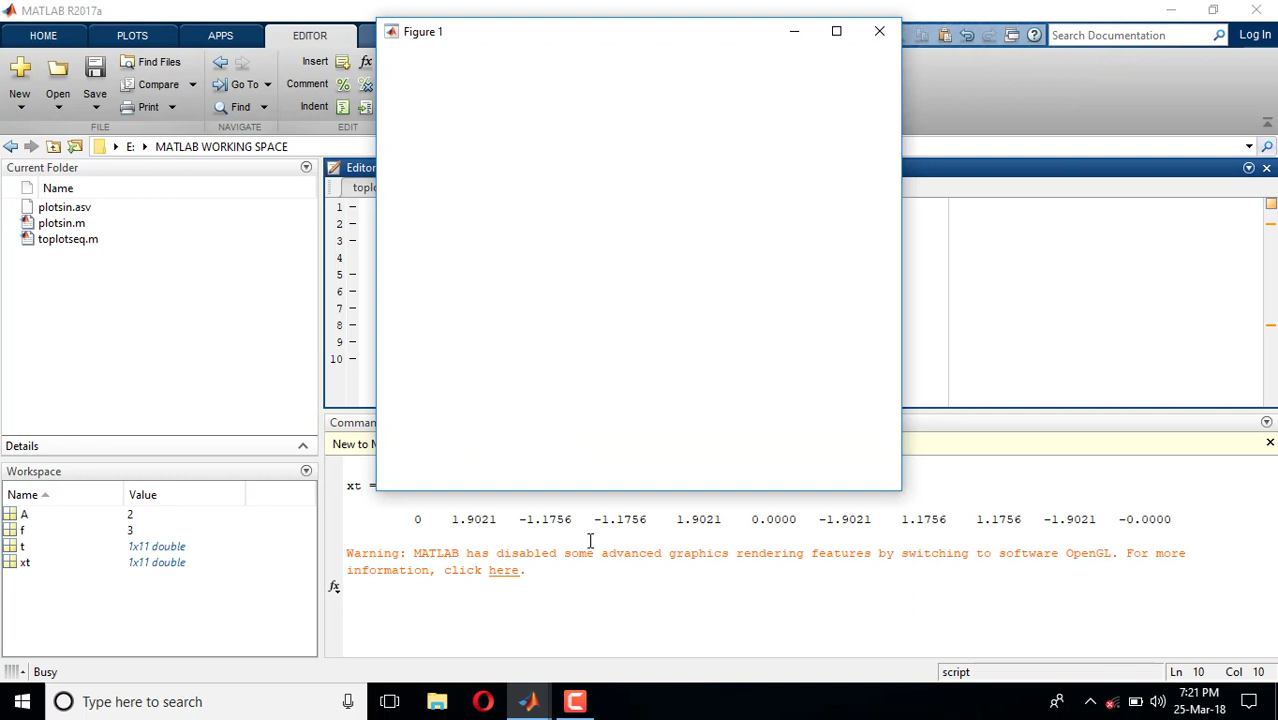 MATLAB R2017a
Figure 1
HOME PLOTS APPS EDITOR
Search Documentation Log In
New Open Save Find Files Compare Print
Go To Find
Insert fx
Comment
Indent
FILE NAVIGATE EDIT
E: MATLAB WORKING SPACE
Current Folder
Name
plotsin.asv
plotsin.m
toplotseq.m
Editor
toplo
1
2
3
4
5
6
7
8
9
10
Details
Workspace
Name Value
A 2
f 3
t 1x11 double
xt 1x11 double
Comman
New to M
xt =
0 1.9021 -1.1756 -1.1756 1.9021 0.0000 -1.9021 1.1756 1.1756 -1.9021 -0.0000
Warning: MATLAB has disabled some advanced graphics rendering features by switching to software OpenGL. For more
information, click here.
fx
Busy
script Ln 10 Col 10
Type here to search
7:21 PM
25-Mar-18